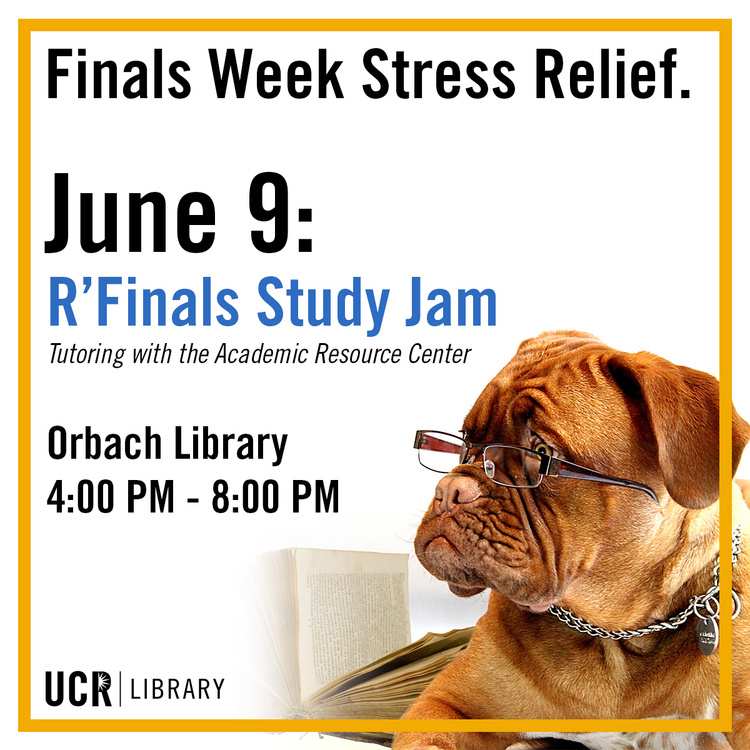 Finals Week Stress Relief.
June 9:
R'Finals Study Jam
Tutoring with the Academic Resource Center
Orbach Library
4:00 PM - 8:00 PM
UCR LIBRARY